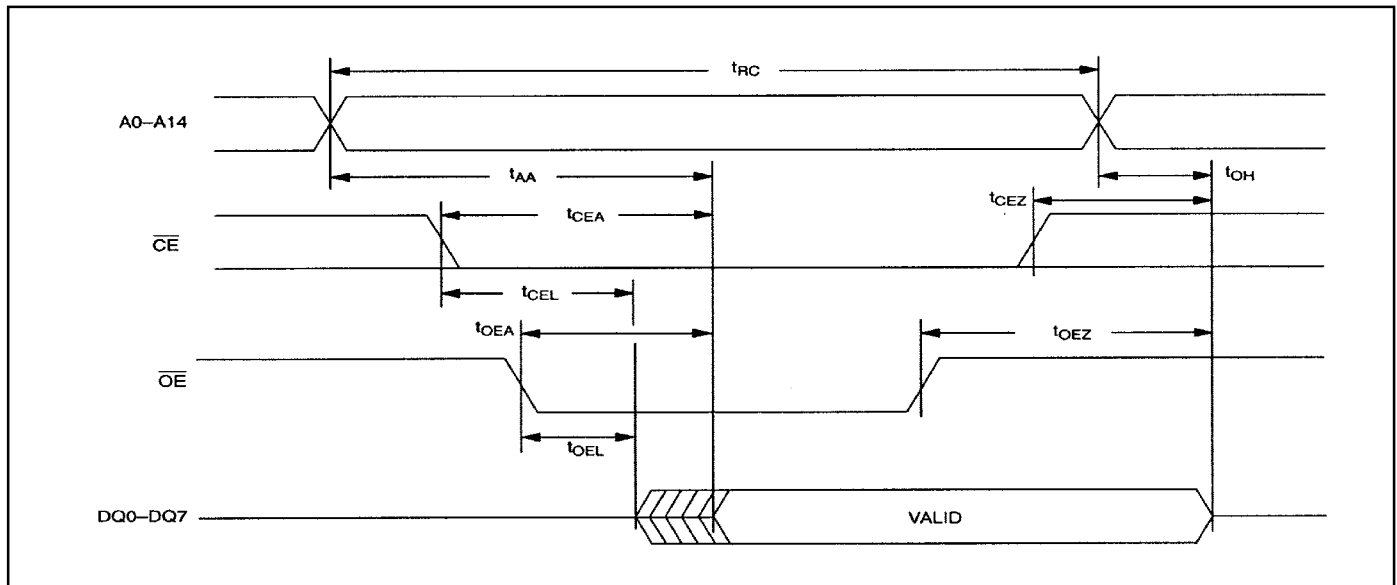 tRC
A0–A14
tAA
tOH
tCEA
tCEZ
CE
tCEL
tOEA
tOEZ
OE
tOEL
DQ0–DQ7
VALID